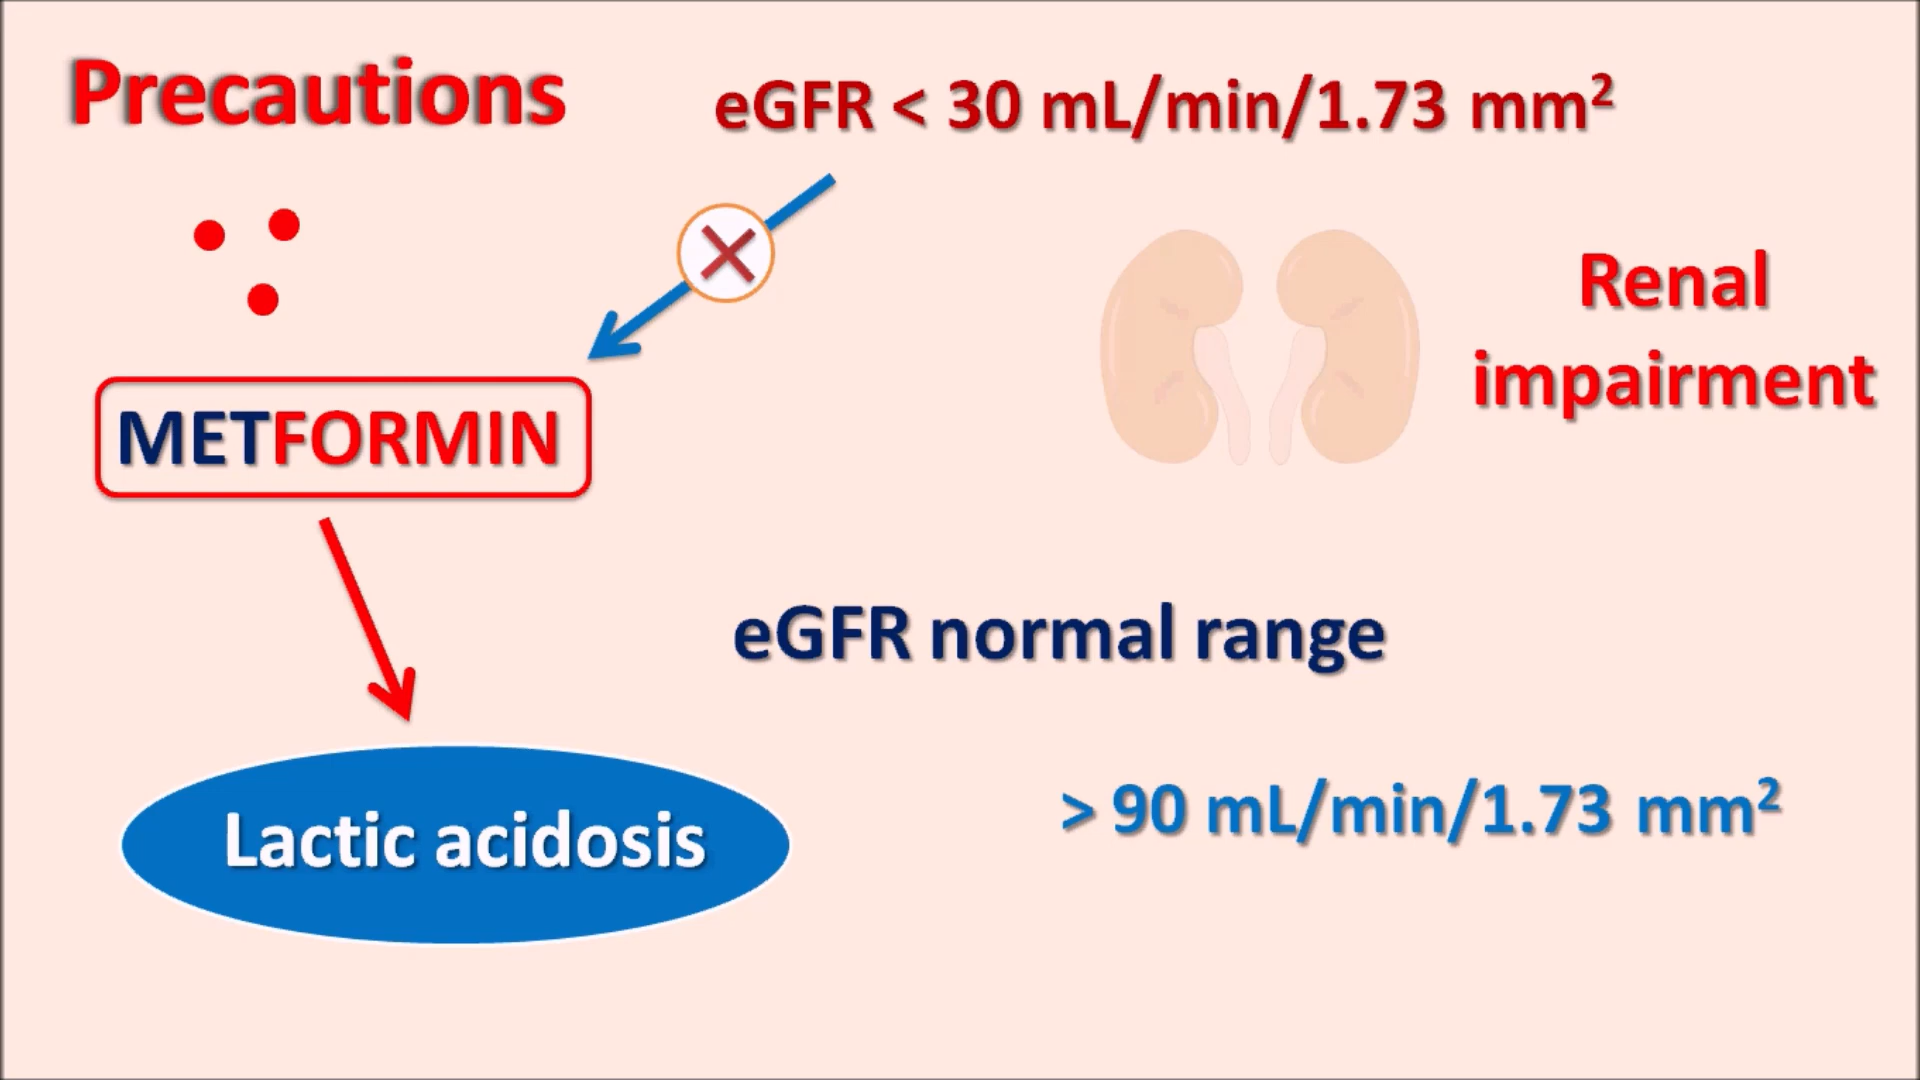 Precautions
eGFR < 30 mL/min/1.73 mm²
Renal
impairment
METFORMIN
eGFR normal range
> 90 mL/min/1.73 mm²
Lactic acidosis